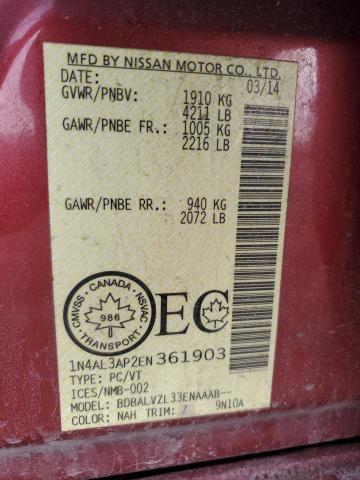 MFD BY NISSAN MOTOR CO., LTD.
DATE: 03/14
GVWR/PNBV: 1910 KG
4211 LB
GAWR/PNBE FR.: 1005 KG
2216 LB
GAWR/PNBE RR.: 940 KG
2072 LB
CMVSS · CANADA · NSVAC
986
TRANSPORT
EC
1N4AL3AP2EN361903
TYPE: PC/VT
ICES/NMB-002
MODEL: BDBALVZL33ENAAAB--
COLOR: NAH TRIM: Z 9N10A